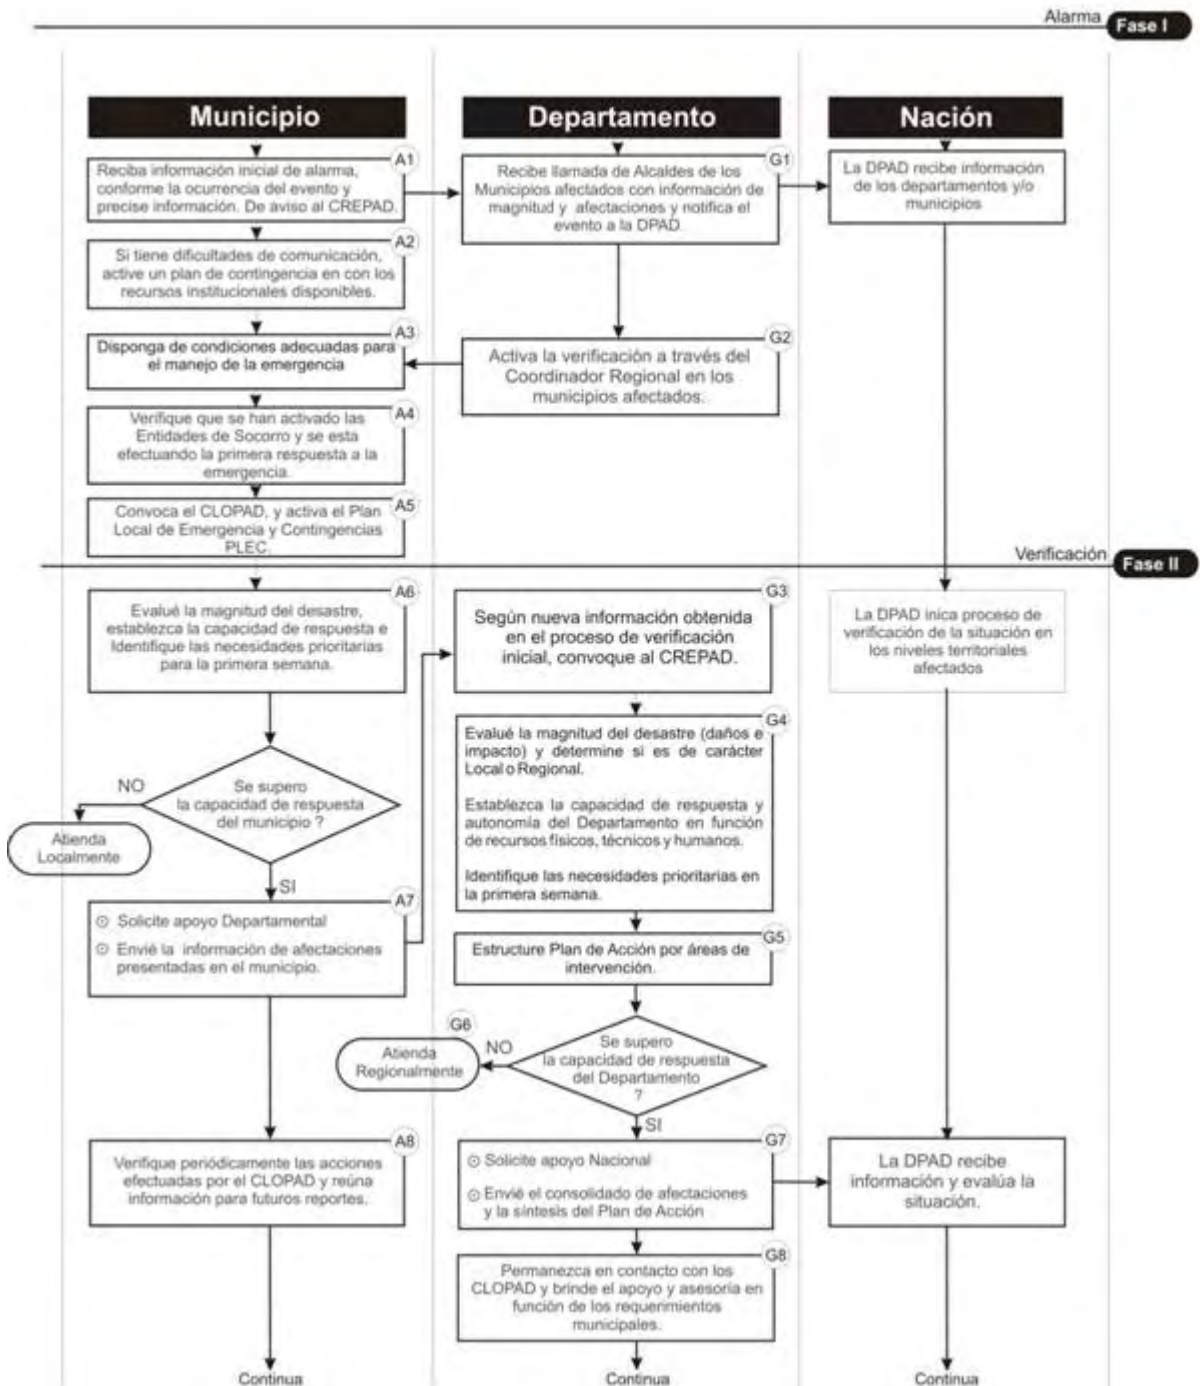 Alarma
Fase I
Municipio
Departamento
Nación
A1
Reciba información inicial de alarma,
conforme la ocurrencia del evento y
precise información. De aviso al CREPAD.
G1
Recibe llamada de Alcaldes de los
Municipios afectados con información de
magnitud y afectaciones y notifica el
evento a la DPAD.
La DPAD recibe información
de los departamentos y/o
municipios
A2
Si tiene dificultades de comunicación,
active un plan de contingencia en con los
recursos institucionales disponibles.
A3
Disponga de condiciones adecuadas para
el manejo de la emergencia
G2
Activa la verificación a través del
Coordinador Regional en los
municipios afectados.
A4
Verifique que se han activado las
Entidades de Socorro y se esta
efectuando la primera respuesta a la
emergencia.
A5
Convoca el CLOPAD, y activa el Plan
Local de Emergencia y Contingencias
PLEC.
Verificación
Fase II
A6
Evalué la magnitud del desastre,
establezca la capacidad de respuesta e
Identifique las necesidades prioritarias
para la primera semana.
G3
Según nueva información obtenida
en el proceso de verificación
inicial, convoque al CREPAD.
La DPAD inica proceso de
verificación de la situación en
los niveles territoriales
afectados
G4
Evalué la magnitud del desastre (daños e
impacto) y determine si es de carácter
Local o Regional.
Establezca la capacidad de respuesta y
autonomía del Departamento en función
de recursos físicos, técnicos y humanos.
Identifique las necesidades prioritarias en
la primera semana.
NO
Se supero
la capacidad de respuesta
del municipio ?
Atienda
Localmente
SI
A7
Solicite apoyo Departamental
Envié la información de afectaciones
presentadas en el municipio.
G5
Estructure Plan de Acción por áreas de
intervención.
G6
Atienda
Regionalmente
NO
Se supero
la capacidad de respuesta
del Departamento
?
SI
A8
Verifique periódicamente las acciones
efectuadas por el CLOPAD y reúna
información para futuros reportes.
G7
Solicite apoyo Nacional
Envié el consolidado de afectaciones
y la síntesis del Plan de Acción
La DPAD recibe
información y evalúa la
situación.
G8
Permanezca en contacto con los
CLOPAD y brinde el apoyo y asesoría en
función de los requerimientos
municipales.
Continua
Continua
Continua